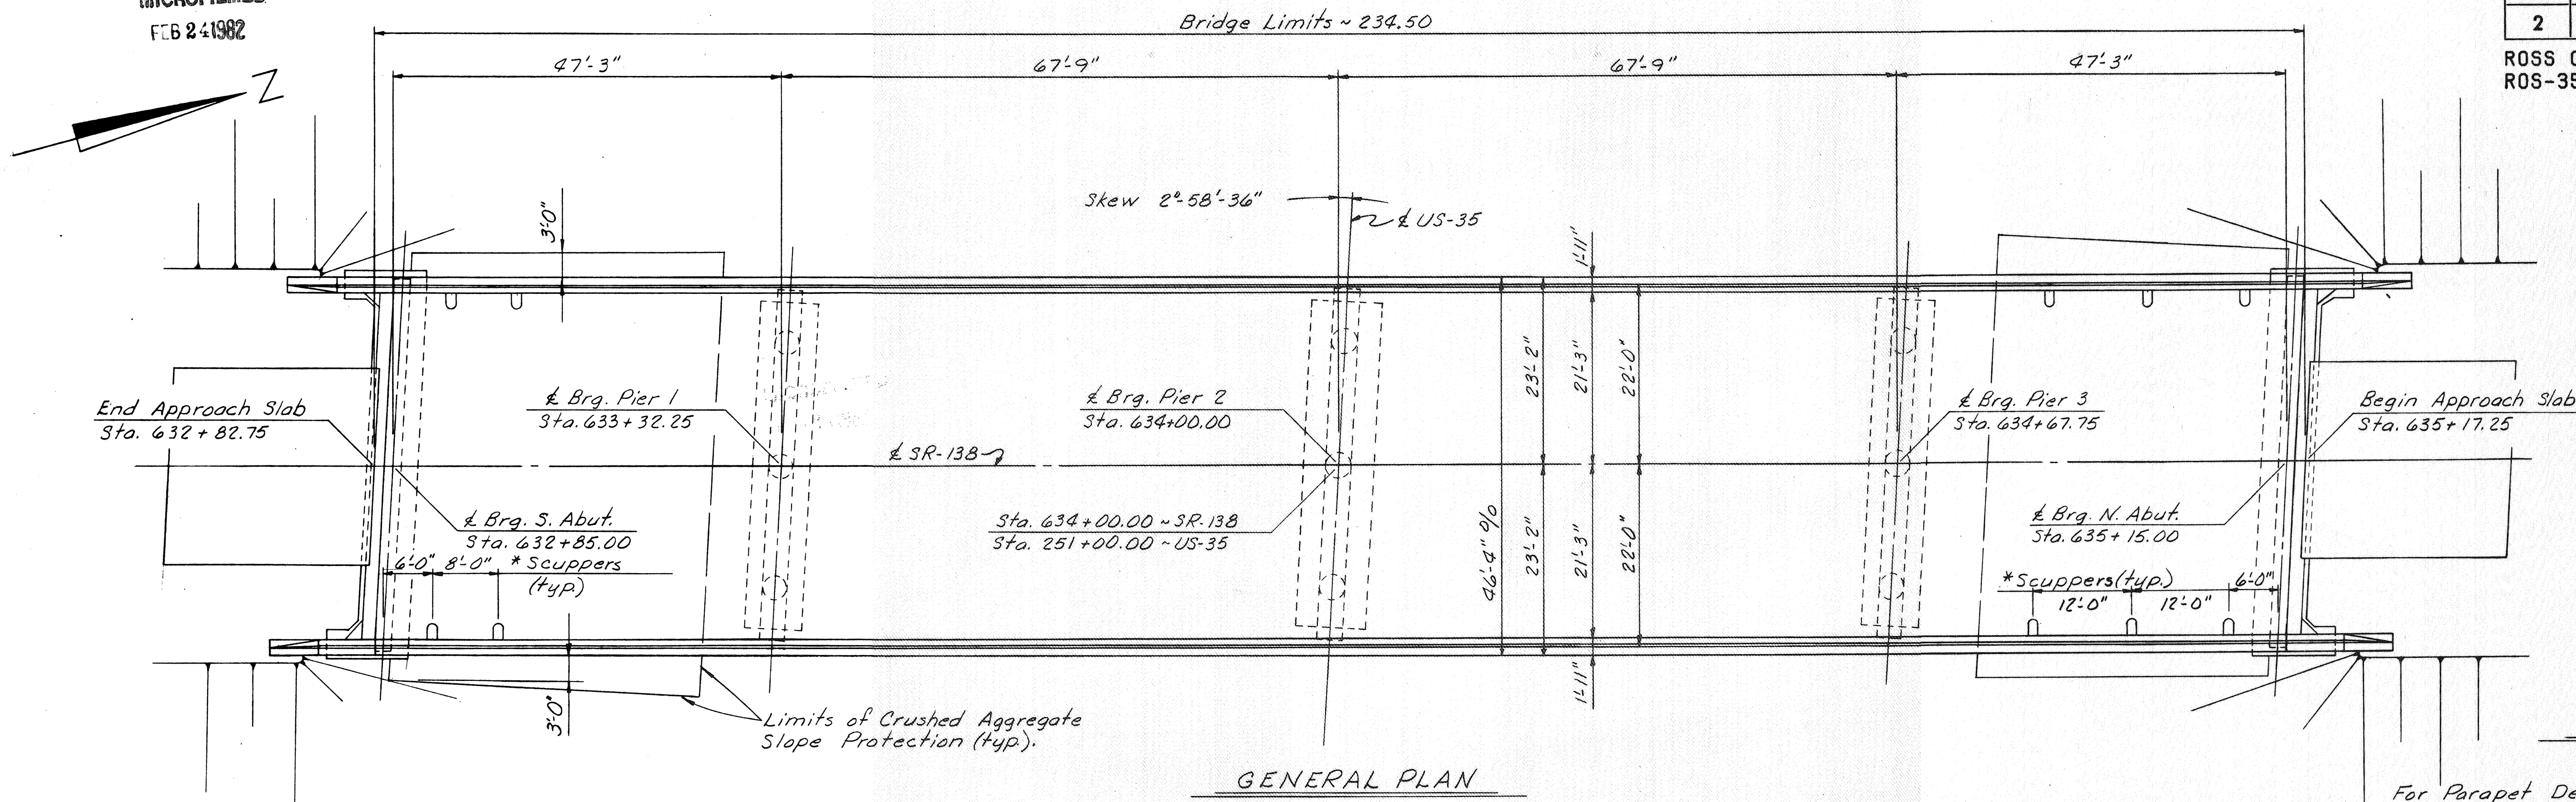 MICROFILMED
FEB 24 1982
Bridge Limits ~ 234.50
2
ROSS
ROS-35
47'-3"
67'-9"
67'-9"
47'-3"
Z
Skew 2°-58'-36"
℄ US-35
3'-0"
1'-11"
23'-2"
21'-3"
22'-0"
End Approach Slab
Sta. 632+82.75
℄ Brg. Pier 1
Sta. 633+32.25
℄ Brg. Pier 2
Sta. 634+00.00
℄ Brg. Pier 3
Sta. 634+67.75
Begin Approach Slab
Sta. 635+17.25
℄ SR-138
℄ Brg. S. Abut.
Sta. 632+85.00
Sta. 634+00.00 ~ SR-138
Sta. 251+00.00 ~ US-35
℄ Brg. N. Abut.
Sta. 635+15.00
46'-4" o/o
23'-2"
21'-3"
22'-0"
6'-0" 8'-0" * Scuppers
(typ.)
*Scuppers (typ.) 6'-0"
12'-0" 12'-0"
3'-0"
1'-11"
Limits of Crushed Aggregate
Slope Protection (typ.).
GENERAL PLAN
For Parapet De